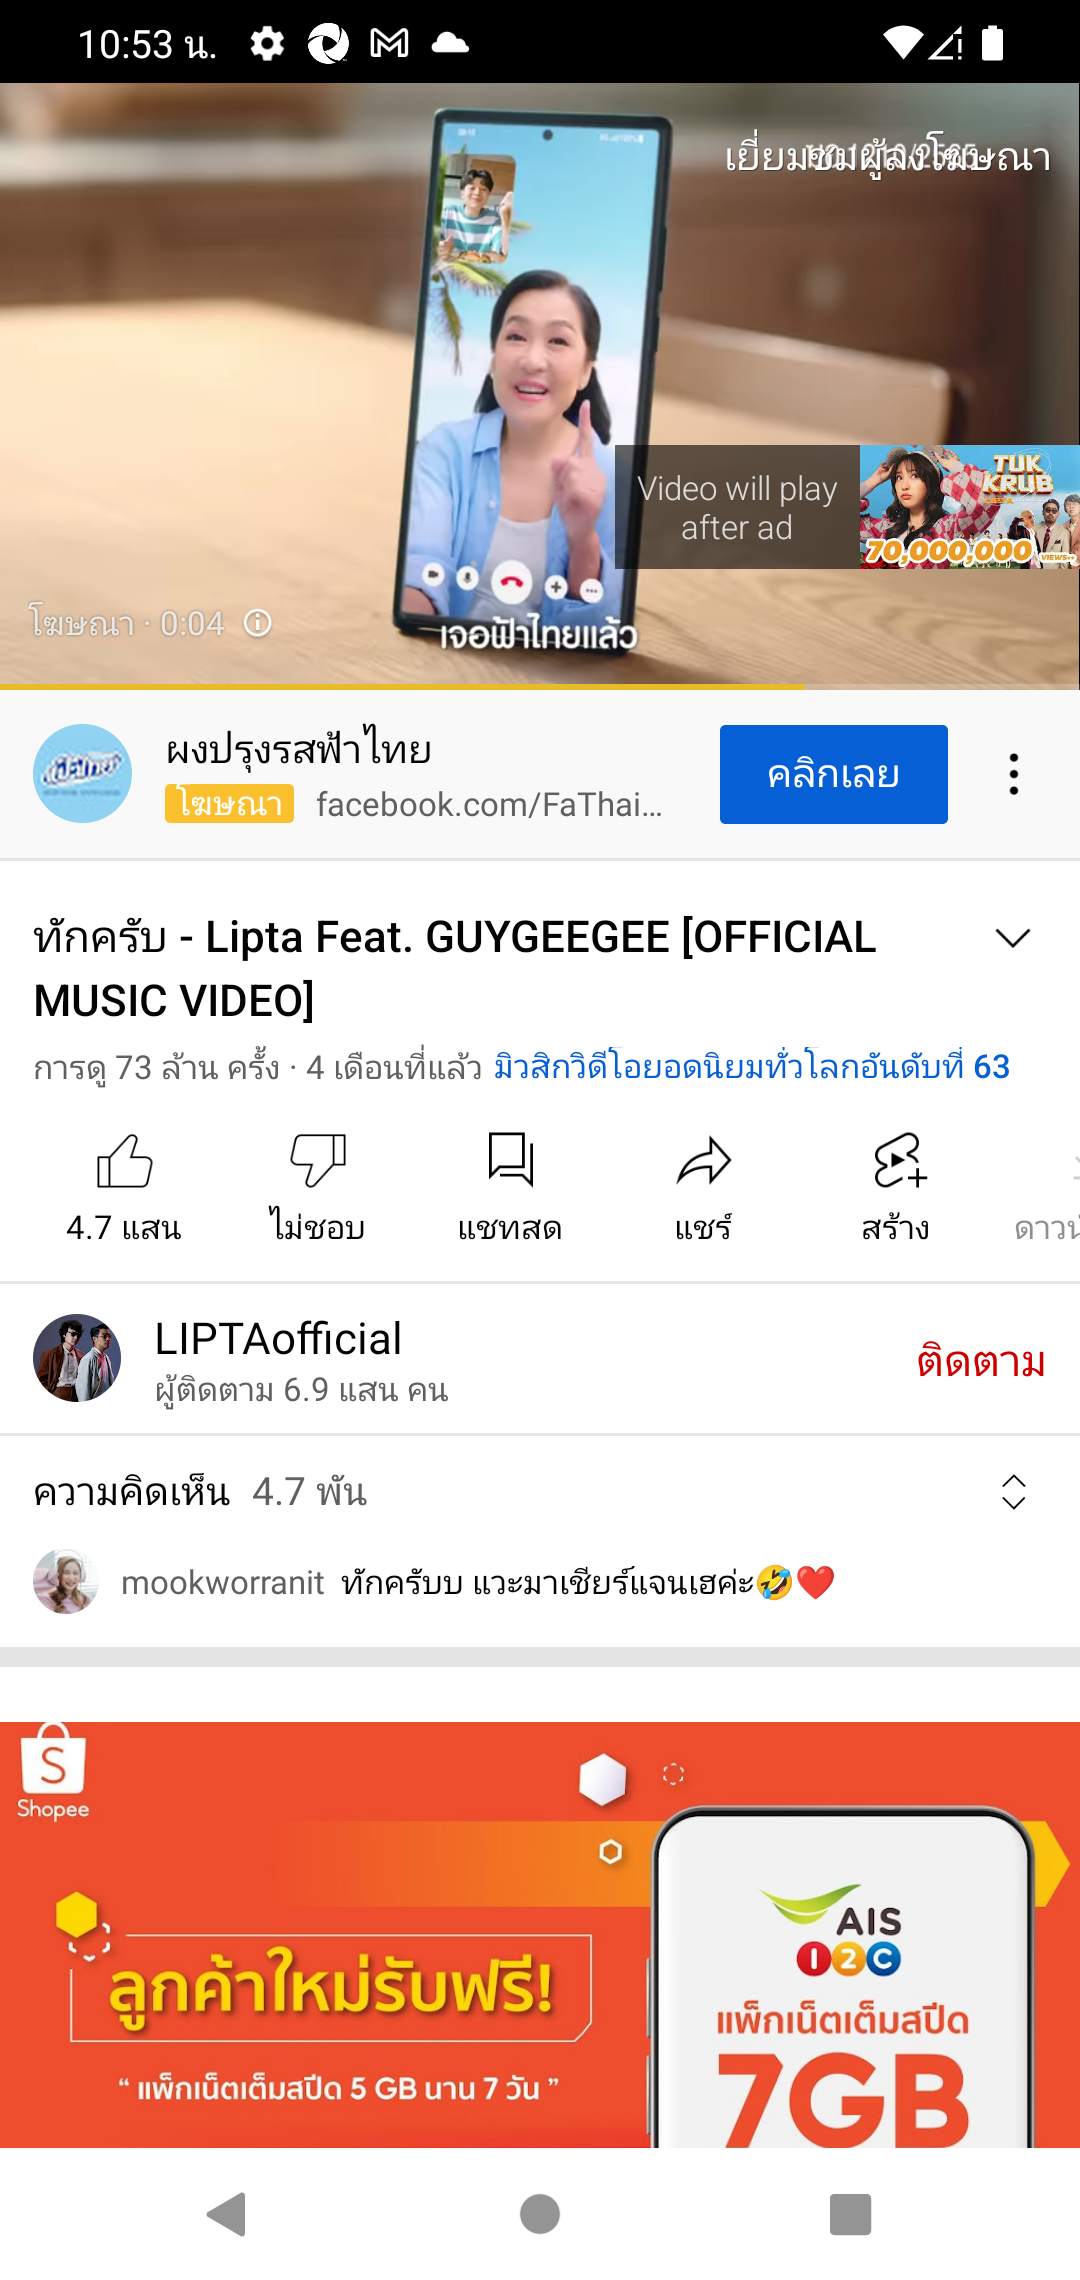 10:53 น.
เยี่ยมชมผู้ลงโฆษณา
Video will play
after ad
TUK
KRUB
70,000,000 VIEWS++
โฆษณา · 0:04
เจอฟ้าไทยแล้ว
ผงปรุงรสฟ้าไทย
โฆษณา facebook.com/FaThai...
คลิกเลย
ทักครับ - Lipta Feat. GUYGEEGEE [OFFICIAL
MUSIC VIDEO]
การดู 73 ล้าน ครั้ง · 4 เดือนที่แล้ว มิวสิกวิดีโอยอดนิยมทั่วโลกอันดับที่ 63
4.7 แสน ไม่ชอบ แชทสด แชร์ สร้าง
LIPTAofficial
ผู้ติดตาม 6.9 แสน คน
ติดตาม
ความคิดเห็น 4.7 พัน
mookworranit ทักครับบ แวะมาเชียร์แจนเฮค่ะ🤣❤️
Shopee
ลูกค้าใหม่รับฟรี!
“ แพ็กเน็ตเต็มสปีด 5 GB นาน 7 วัน ”
AIS
I2C
แพ็กเน็ตเต็มสปีด
7GB